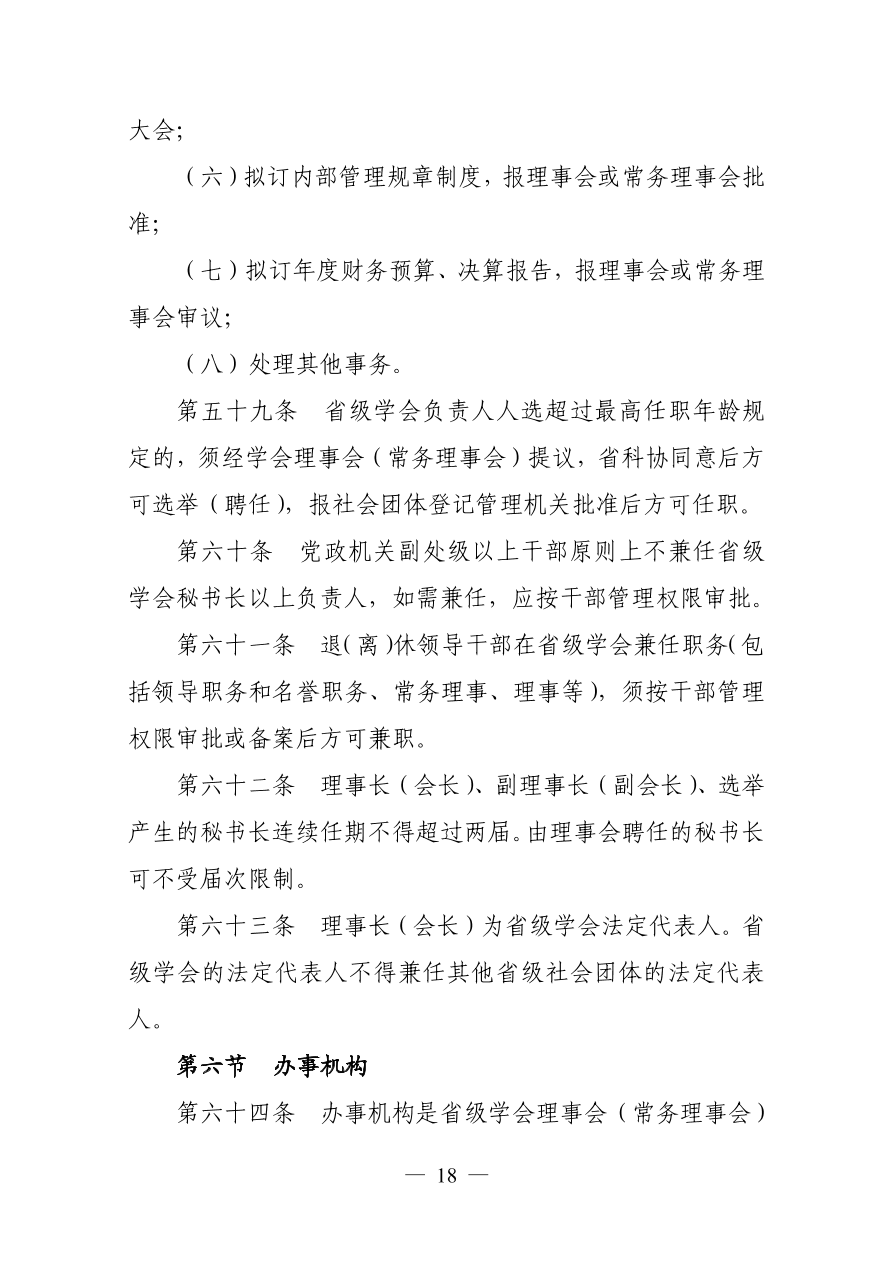 大会；
（六）拟订内部管理规章制度，报理事会或常务理事会批
准；
（七）拟订年度财务预算、决算报告，报理事会或常务理
事会审议；
（八）处理其他事务。
第五十九条　省级学会负责人人选超过最高任职年龄规
定的，须经学会理事会（常务理事会）提议，省科协同意后方
可选举（聘任），报社会团体登记管理机关批准后方可任职。
第六十条　党政机关副处级以上干部原则上不兼任省级
学会秘书长以上负责人，如需兼任，应按干部管理权限审批。
第六十一条　退（离）休领导干部在省级学会兼任职务（包
括领导职务和名誉职务、常务理事、理事等），须按干部管理
权限审批或备案后方可兼职。
第六十二条　理事长（会长）、副理事长（副会长）、选举
产生的秘书长连续任期不得超过两届。由理事会聘任的秘书长
可不受届次限制。
第六十三条　理事长（会长）为省级学会法定代表人。省
级学会的法定代表人不得兼任其他省级社会团体的法定代表
人。
第六节　办事机构
第六十四条　办事机构是省级学会理事会（常务理事会）
— 18 —